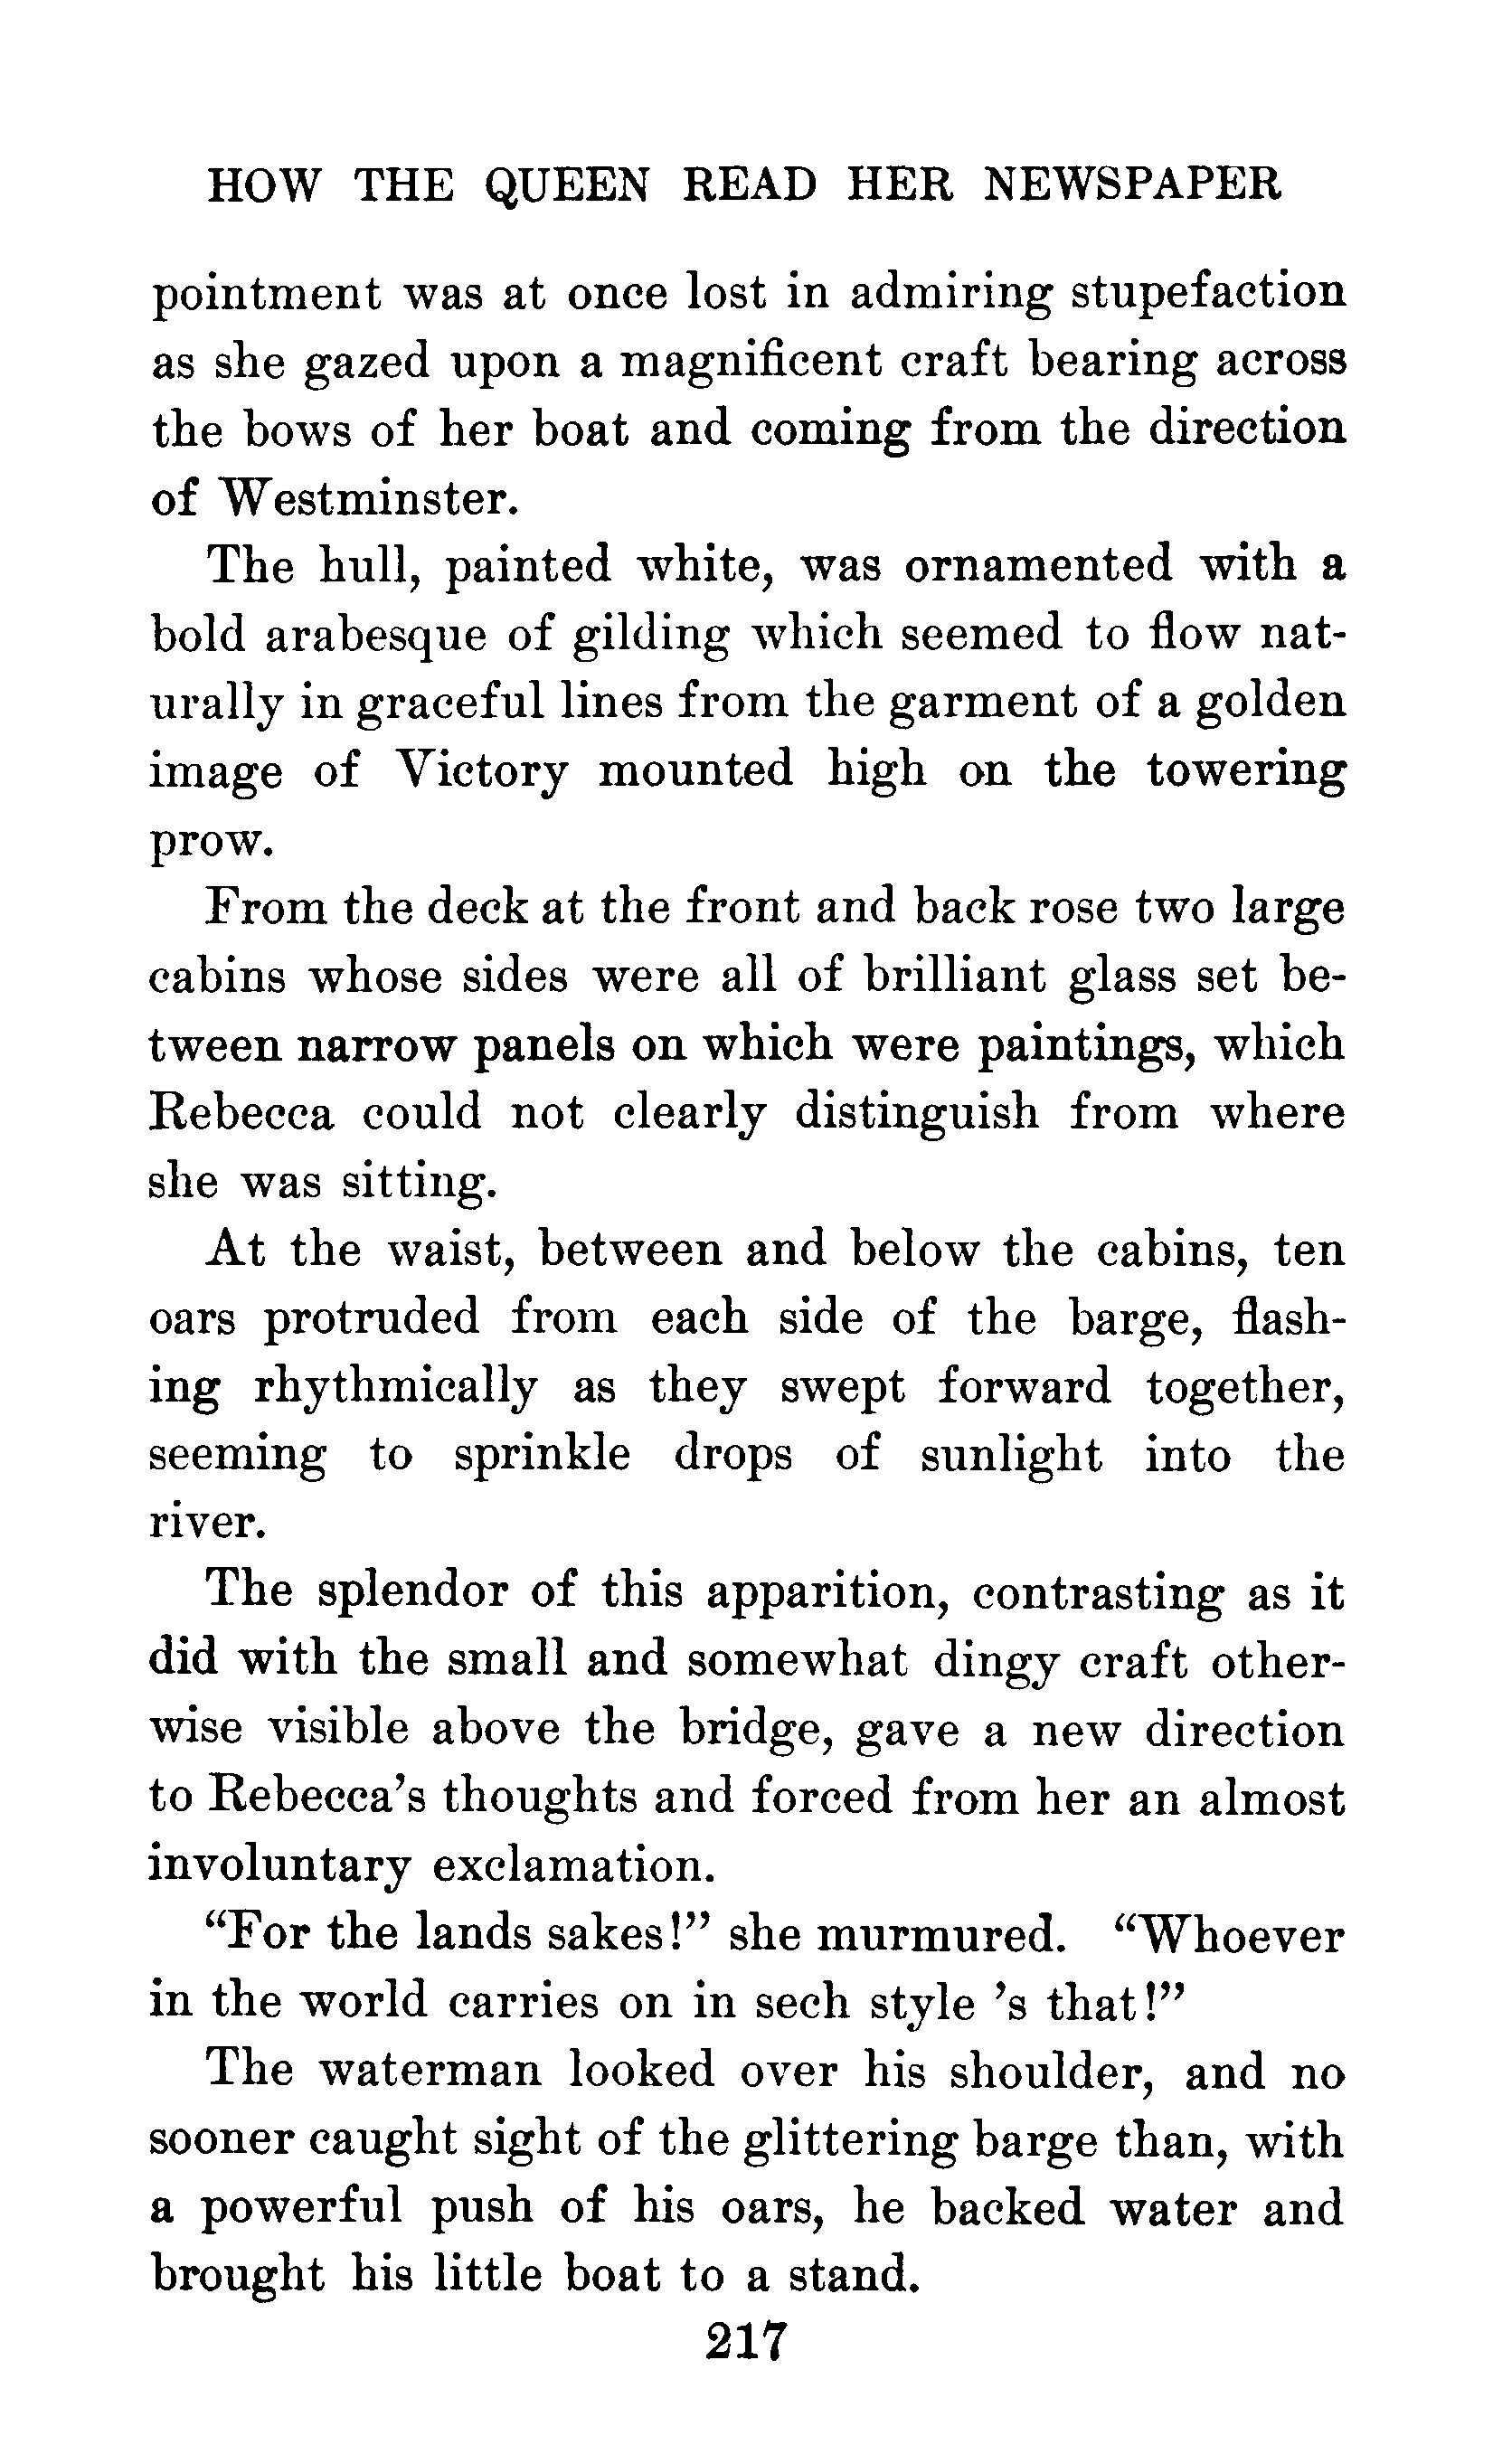 HOW THE QUEEN READ HER NEWSPAPER
pointment was at once lost in admiring stupefaction
as she gazed upon a magnificent craft bearing across
the bows of her boat and coming from the direction
of Westminster.
The hull, painted white, was ornamented with a
bold arabesque of gilding which seemed to flow nat-
urally in graceful lines from the garment of a golden
image of Victory mounted high on the towering
prow.
From the deck at the front and back rose two large
cabins whose sides were all of brilliant glass set be-
tween narrow panels on which were paintings, which
Rebecca could not clearly distinguish from where
she was sitting.
At the waist, between and below the cabins, ten
oars protruded from each side of the barge, flash-
ing rhythmically as they swept forward together,
seeming to sprinkle drops of sunlight into the
river.
The splendor of this apparition, contrasting as it
did with the small and somewhat dingy craft other-
wise visible above the bridge, gave a new direction
to Rebecca's thoughts and forced from her an almost
involuntary exclamation.
“For the lands sakes!” she murmured. “Whoever
in the world carries on in sech style 's that!”
The waterman looked over his shoulder, and no
sooner caught sight of the glittering barge than, with
a powerful push of his oars, he backed water and
brought his little boat to a stand.
217